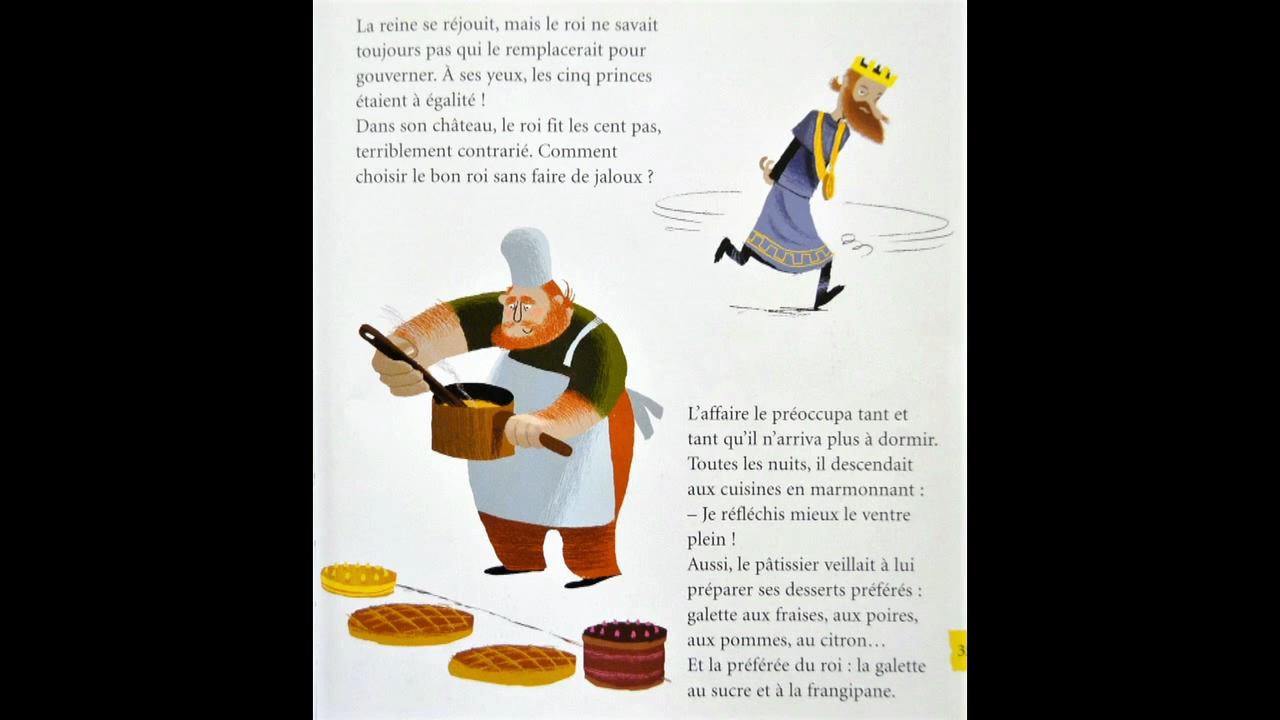 La reine se réjouit, mais le roi ne savait
toujours pas qui le remplacerait pour
gouverner. À ses yeux, les cinq princes
étaient à égalité !
Dans son château, le roi fit les cent pas,
terriblement contrarié. Comment
choisir le bon roi sans faire de jaloux ?
L'affaire le préoccupa tant et
tant qu'il n'arriva plus à dormir.
Toutes les nuits, il descendait
aux cuisines en marmonnant :
– Je réfléchis mieux le ventre
plein !
Aussi, le pâtissier veillait à lui
préparer ses desserts préférés :
galette aux fraises, aux poires,
aux pommes, au citron…
Et la préférée du roi : la galette
au sucre et à la frangipane.